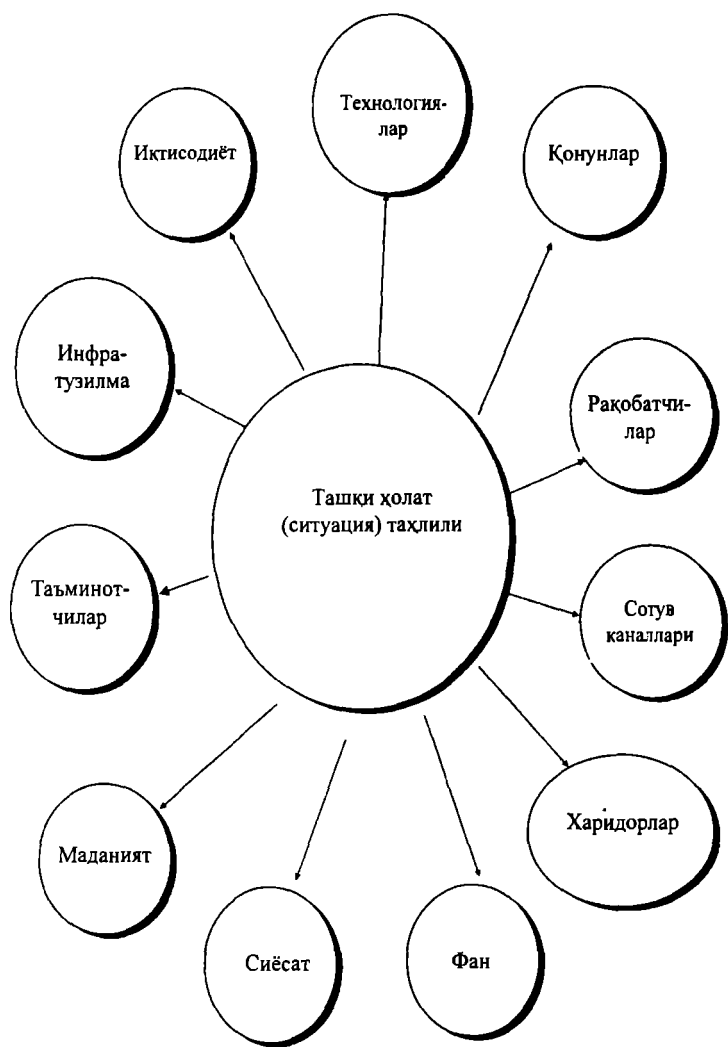 Технология-
лар
Иқтисодиёт
Қонунлар
Инфра-
тузилма
Рақобатчи-
лар
Ташқи ҳолат
(ситуация) таҳлили
Таъминот-
чилар
Сотув
каналлари
Харидорлар
Маданият
Сиёсат
Фан